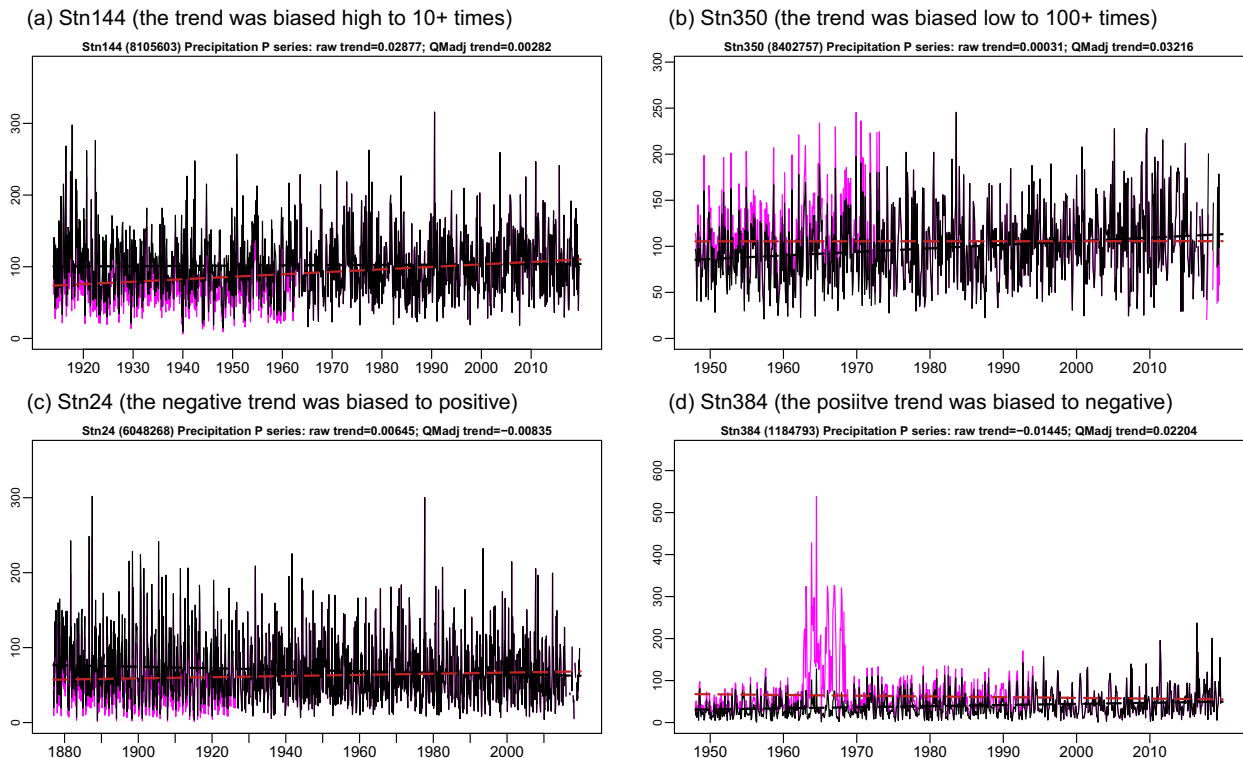 (a) Stn144 (the trend was biased high to 10+ times)
Stn144 (8105603) Precipitation P series: raw trend=0.02877; QMadj trend=0.00282
300
200
100
0
1920 1930 1940 1950 1960 1970 1980 1990 2000 2010
(b) Stn350 (the trend was biased low to 100+ times)
Stn350 (8402757) Precipitation P series: raw trend=0.00031; QMadj trend=0.03216
300
250
200
150
100
50
0
1950 1960 1970 1980 1990 2000 2010
(c) Stn24 (the negative trend was biased to positive)
Stn24 (6048268) Precipitation P series: raw trend=0.00645; QMadj trend=−0.00835
300
200
100
0
1880 1900 1920 1940 1960 1980 2000
(d) Stn384 (the posiitve trend was biased to negative)
Stn384 (1184793) Precipitation P series: raw trend=−0.01445; QMadj trend=0.02204
600
500
400
300
200
100
0
1950 1960 1970 1980 1990 2000 2010